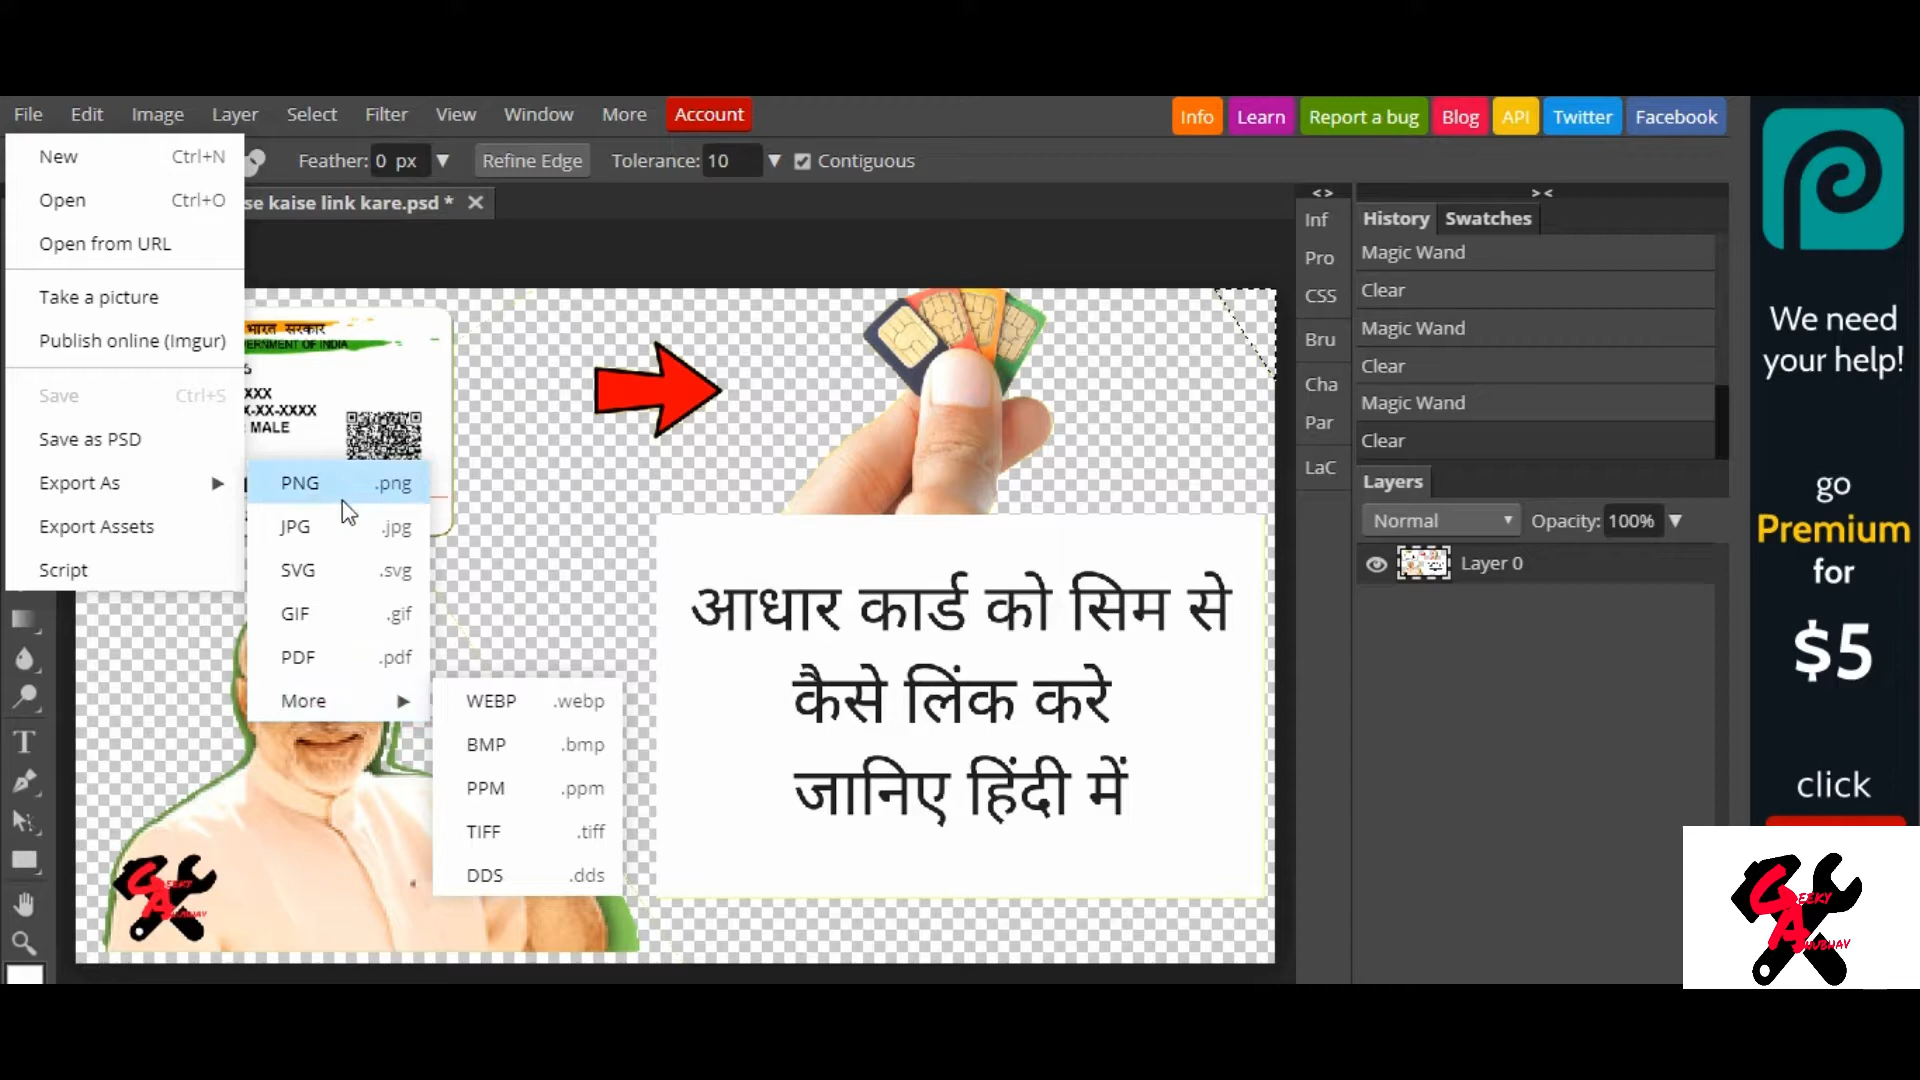 File Edit Image Layer Select Filter View Window More Account
Info Learn Report a bug Blog API Twitter Facebook
New Ctrl+N
Open Ctrl+O
Open from URL
Take a picture
Publish online (Imgur)
Save Ctrl+S
Save as PSD
Export As
Export Assets
Script
Feather: 0 px Refine Edge Tolerance: 10 Contiguous
se kaise link kare.psd *
PNG .png
JPG .jpg
SVG .svg
GIF .gif
PDF .pdf
More
WEBP .webp
BMP .bmp
PPM .ppm
TIFF .tiff
DDS .dds
भारत सरकार
ERNMENT OF INDIA
XXX
X-XX-XXXX
MALE
आधार कार्ड को सिम से
कैसे लिंक करे
जानिए हिंदी में
< >
Inf
Pro
CSS
Bru
Cha
Par
LaC
> <
History Swatches
Magic Wand
Clear
Magic Wand
Clear
Magic Wand
Clear
Layers
Normal Opacity: 100%
Layer 0
We need
your help!
go
Premium
for
$5
click
GEEKY
ANUBHAV
GEEKY
ANUBHAV